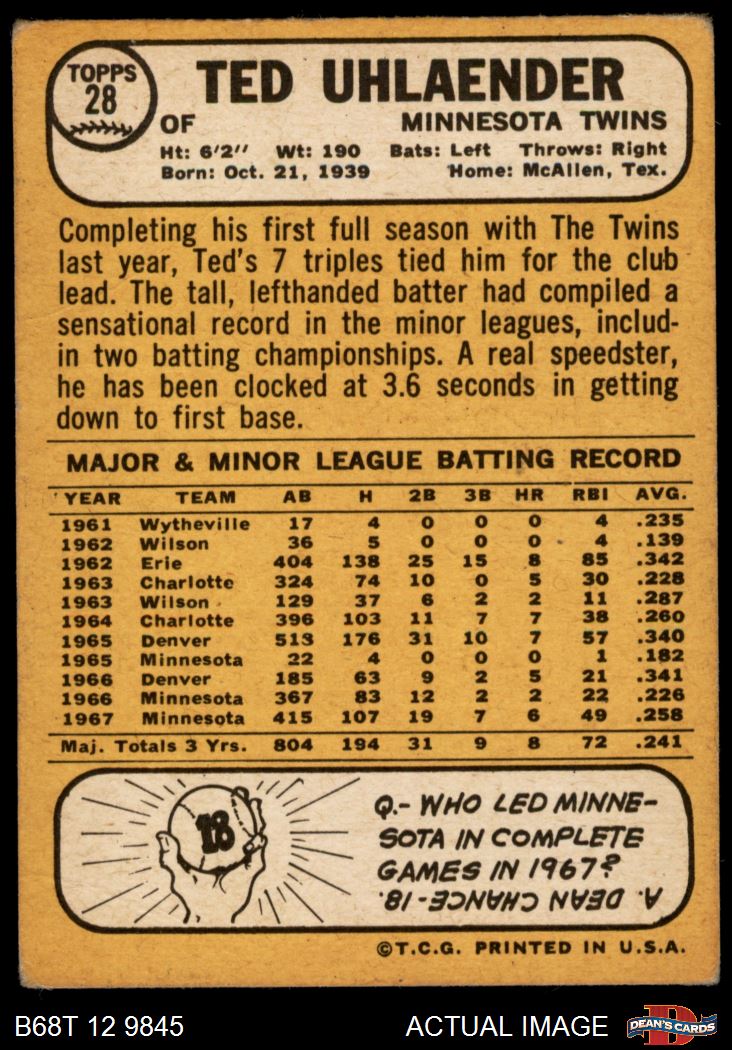 TOPPS
28
TED UHLAENDER
OF MINNESOTA TWINS
Ht: 6'2" Wt: 190 Bats: Left Throws: Right
Born: Oct. 21, 1939 Home: McAllen, Tex.
Completing his first full season with The Twins
last year, Ted's 7 triples tied him for the club
lead. The tall, lefthanded batter had compiled a
sensational record in the minor leagues, includ-
in two batting championships. A real speedster,
he has been clocked at 3.6 seconds in getting
down to first base.
MAJOR & MINOR LEAGUE BATTING RECORD
YEAR TEAM AB H 2B 3B HR RBI AVG.
1961 Wytheville 17 4 0 0 0 4 .235
1962 Wilson 36 5 0 0 0 4 .139
1962 Erie 404 138 25 15 8 85 .342
1963 Charlotte 324 74 10 0 5 30 .228
1963 Wilson 129 37 6 2 2 11 .287
1964 Charlotte 396 103 11 7 7 38 .260
1965 Denver 513 176 31 10 7 57 .340
1965 Minnesota 22 4 0 0 0 1 .182
1966 Denver 185 63 9 2 5 21 .341
1966 Minnesota 367 83 12 2 2 22 .226
1967 Minnesota 415 107 19 7 6 49 .258
Maj. Totals 3 Yrs. 804 194 31 9 8 72 .241
18
Q.- WHO LED MINNE-
SOTA IN COMPLETE
GAMES IN 1967?
A. DEAN CHANCE-18.
©T.C.G. PRINTED IN U.S.A.
B68T 12 9845 ACTUAL IMAGE
D
DEAN'S CARDS